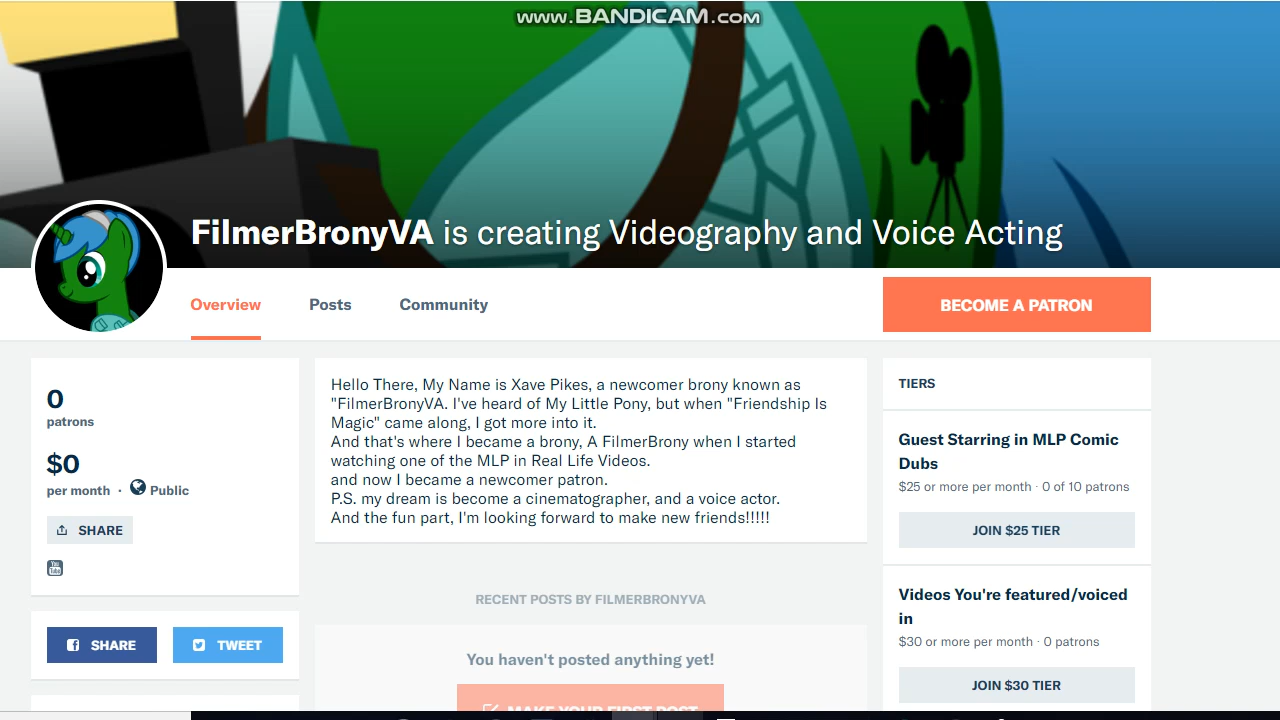 www.BANDICAM.com
FilmerBronyVA is creating Videography and Voice Acting
Overview
Posts
Community
BECOME A PATRON
0
patrons
$0
per month · Public
SHARE
You
Tube
SHARE
TWEET
Hello There, My Name is Xave Pikes, a newcomer brony known as
"FilmerBronyVA. I've heard of My Little Pony, but when "Friendship Is
Magic" came along, I got more into it.
And that's where I became a brony, A FilmerBrony when I started
watching one of the MLP in Real Life Videos.
and now I became a newcomer patron.
P.S. my dream is become a cinematographer, and a voice actor.
And the fun part, I'm looking forward to make new friends!!!!!
RECENT POSTS BY FILMERBRONYVA
You haven't posted anything yet!
MAKE YOUR FIRST POST
TIERS
Guest Starring in MLP Comic
Dubs
$25 or more per month · 0 of 10 patrons
JOIN $25 TIER
Videos You're featured/voiced
in
$30 or more per month · 0 patrons
JOIN $30 TIER